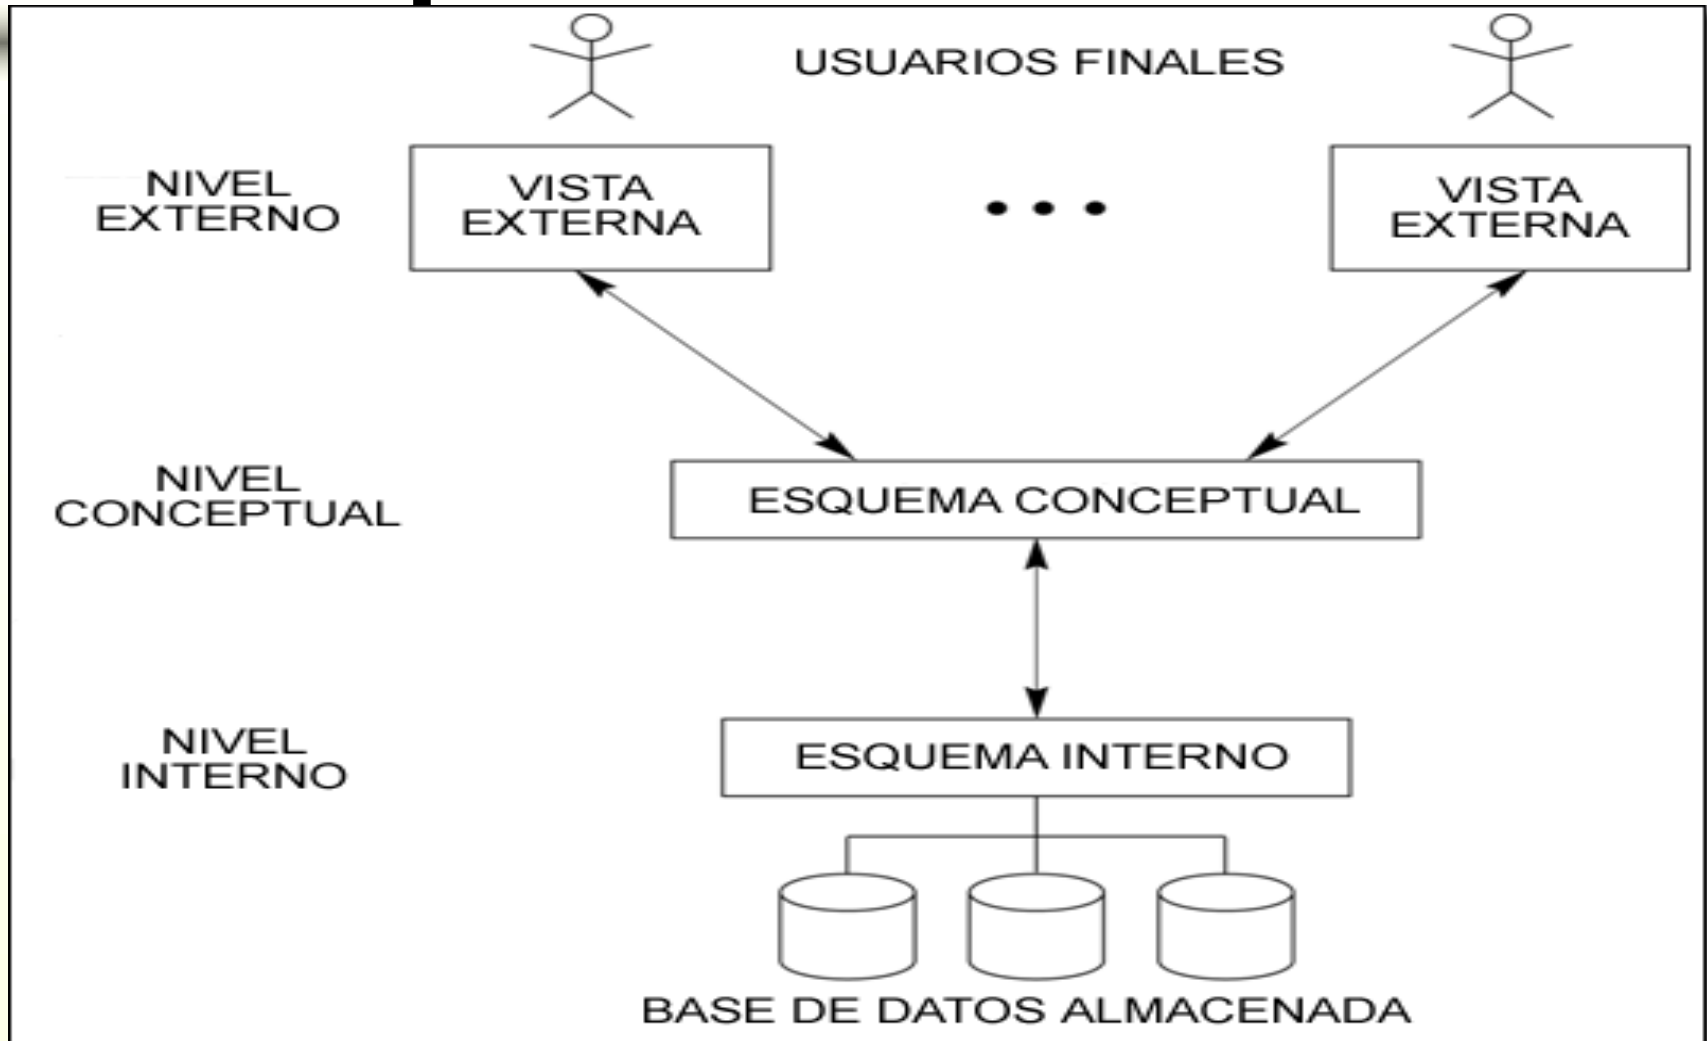 USUARIOS FINALES
NIVEL
EXTERNO
VISTA
EXTERNA
VISTA
EXTERNA
NIVEL
CONCEPTUAL
ESQUEMA CONCEPTUAL
NIVEL
INTERNO
ESQUEMA INTERNO
BASE DE DATOS ALMACENADA